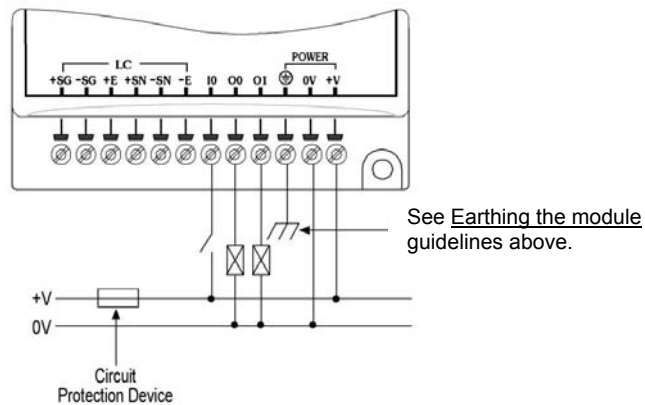 LC
POWER
+SG -SG +E +SN -SN -E I0 O0 O1 0V +V
See Earthing the module
guidelines above.
+V
0V
Circuit
Protection Device